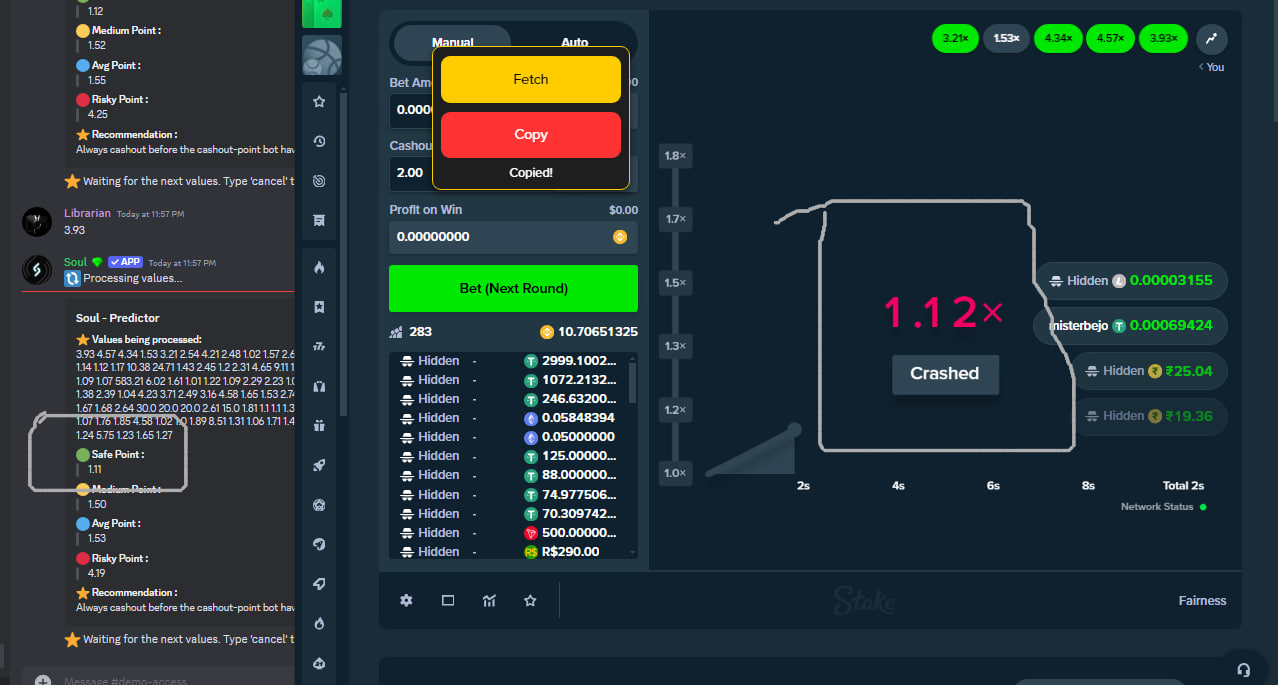 1.12
Medium Point :
1.52
Avg Point :
1.55
Risky Point :
4.25
Recommendation :
Always cashout before the cashout-point bot hav
Waiting for the next values. Type 'cancel' t
Librarian Today at 11:57 PM
3.93
Soul APP Today at 11:57 PM
Processing values...
Soul - Predictor
Values being processed:
3.93 4.57 4.34 1.53 3.21 2.54 4.21 2.48 1.02 1.57 2.6
1.14 1.12 1.17 10.38 24.71 1.43 2.45 1.2 2.31 4.65 9.11 1
1.09 1.07 583.21 6.02 1.61 1.01 1.22 1.09 2.29 2.23 1.0
1.38 2.39 1.04 4.23 3.71 2.49 3.16 4.58 1.65 1.53 2.7
1.67 1.68 2.64 30.0 20.0 20.0 2.61 15.0 1.81 1.1 1.1 1.3
1.07 1.76 1.85 4.58 1.02 1.89 8.51 1.31 1.06 1.71 1.4
1.24 5.75 1.23 1.65 1.27
Safe Point :
1.11
Medium Point :
1.50
Avg Point :
1.53
Risky Point :
4.19
Recommendation :
Always cashout before the cashout-point bot hav
Waiting for the next values. Type 'cancel' t
Message #demo-access
Manual Auto
Fetch
Copy
Copied!
Bet Am
0.000
Cashou
2.00
Profit on Win $0.00
0.00000000
Bet (Next Round)
283 10.70651325
Hidden - 2999.1002...
Hidden - 1072.2132...
Hidden - 246.63200...
Hidden - 0.05848394
Hidden - 0.05000000
Hidden - 125.00000...
Hidden - 88.000000...
Hidden - 74.977506...
Hidden - 70.309742...
Hidden - 500.00000...
Hidden - R$290.00
3.21× 1.53× 4.34× 4.57× 3.93×
You
1.8×
1.7×
1.5×
1.3×
1.2×
1.0×
1.12×
Crashed
Hidden 0.00003155
misterbejo 0.00069424
Hidden ₹25.04
Hidden ₹19.36
2s 4s 6s 8s Total 2s
Network Status
Stake
Fairness